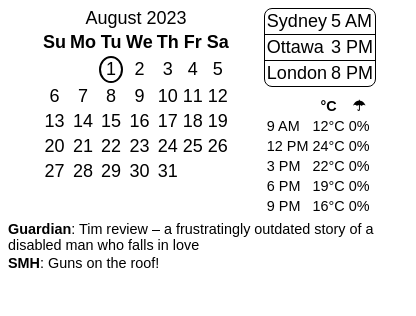 August 2023
Su Mo Tu We Th Fr Sa
1 2 3 4 5
6 7 8 9 10 11 12
13 14 15 16 17 18 19
20 21 22 23 24 25 26
27 28 29 30 31
Sydney 5 AM
Ottawa 3 PM
London 8 PM
°C ☂
9 AM 12°C 0%
12 PM 24°C 0%
3 PM 22°C 0%
6 PM 19°C 0%
9 PM 16°C 0%
Guardian: Tim review – a frustratingly outdated story of a
disabled man who falls in love
SMH: Guns on the roof!